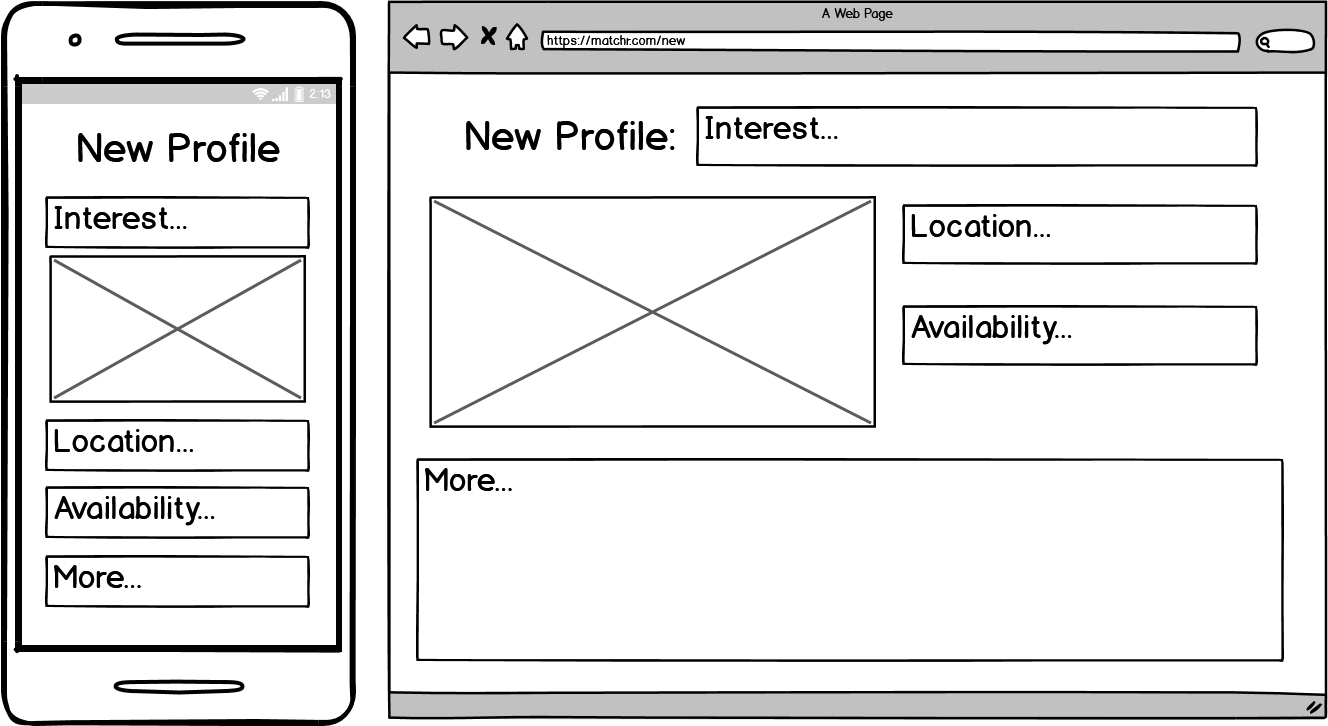 2:13
New Profile
Interest...
Location...
Availability...
More...
A Web Page
https://matchr.com/new
New Profile: Interest...
Location...
Availability...
More...